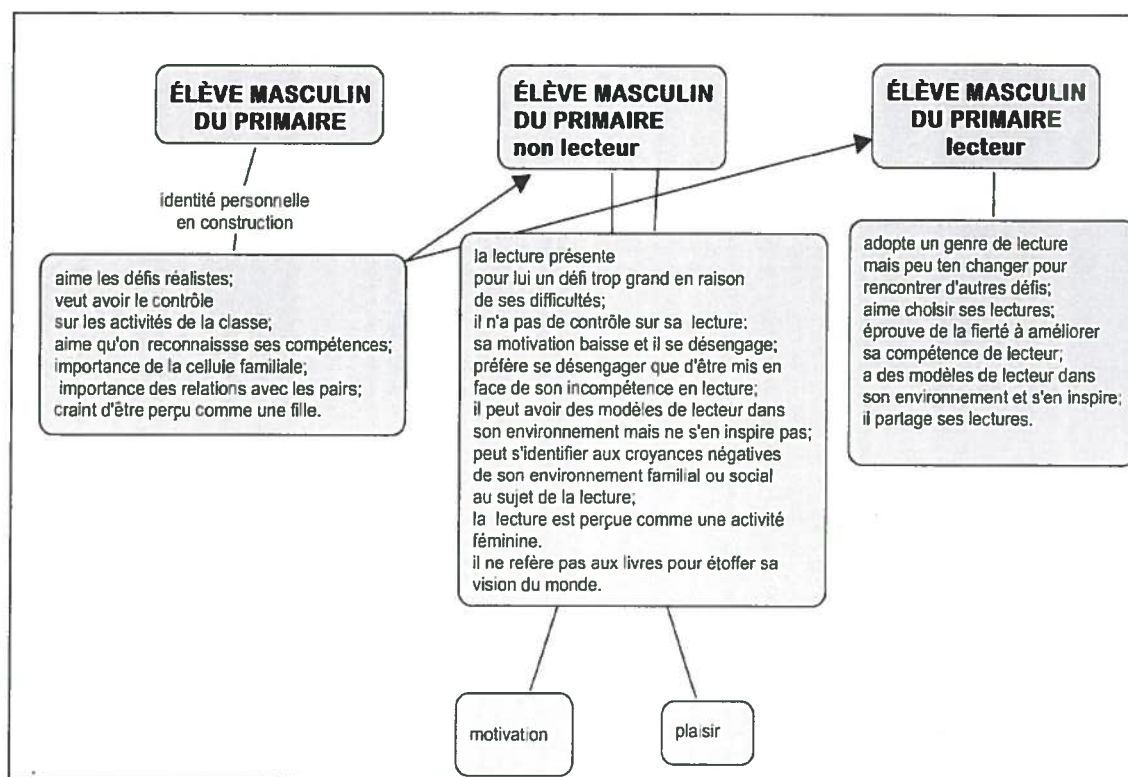 ÉLÈVE MASCULIN
DU PRIMAIRE
identité personnelle
en construction
aime les défis réalistes;
veut avoir le contrôle
sur les activités de la classe;
aime qu'on reconnaissse ses compétences;
importance de la cellule familiale;
importance des relations avec les pairs;
craint d'être perçu comme une fille.
ÉLÈVE MASCULIN
DU PRIMAIRE
non lecteur
la lecture présente
pour lui un défi trop grand en raison
de ses difficultés;
il n'a pas de contrôle sur sa lecture;
sa motivation baisse et il se désengage;
préfère se désengager que d'être mis en
face de son incompétence en lecture;
il peut avoir des modèles de lecteur dans
son environnement mais ne s'en inspire pas;
peut s'identifier aux croyances négatives
de son environnement familial ou social
au sujet de la lecture;
la lecture est perçue comme une activité
féminine.
il ne refère pas aux livres pour étoffer sa
vision du monde.
motivation
plaisir
ÉLÈVE MASCULIN
DU PRIMAIRE
lecteur
adopte un genre de lecture
mais peu ten changer pour
rencontrer d'autres défis;
aime choisir ses lectures;
éprouve de la fierté à améliorer
sa compétence de lecteur;
a des modèles de lecteur dans
son environnement et s'en inspire;
il partage ses lectures.